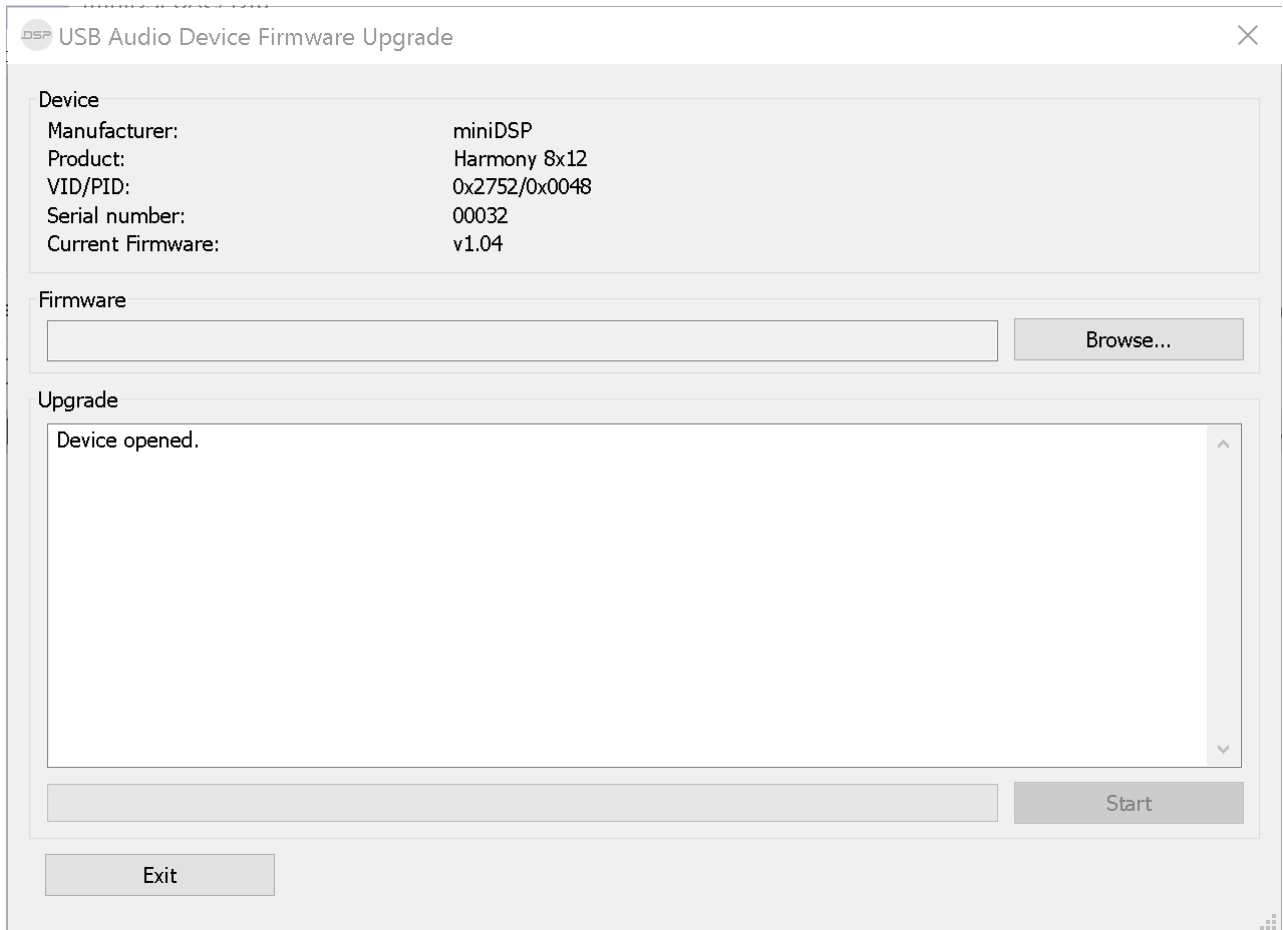 DSP USB Audio Device Firmware Upgrade
Device
Manufacturer: miniDSP
Product: Harmony 8x12
VID/PID: 0x2752/0x0048
Serial number: 00032
Current Firmware: v1.04
Firmware
Browse...
Upgrade
Device opened.
Start
Exit